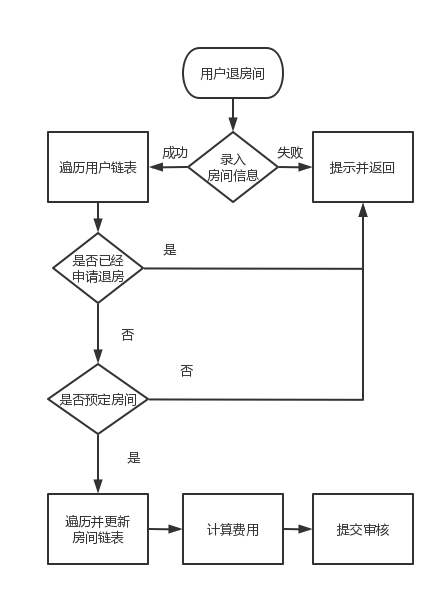 用户退房间
成功
录入
房间信息
失败
遍历用户链表
提示并返回
是否已经
申请退房
是
否
是否预定房间
否
是
遍历并更新
房间链表
计算费用
提交审核